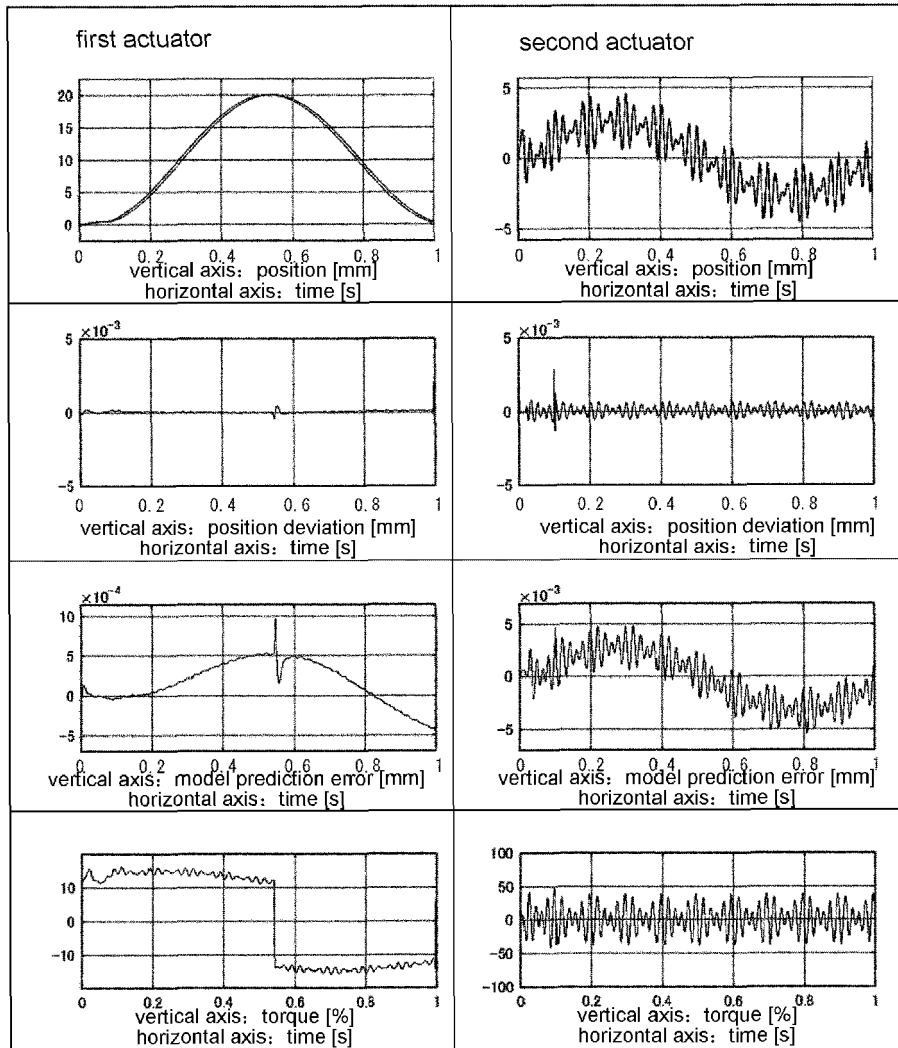 first actuator
20
15
10
5
0
0 0.2 0.4 0.6 0.8 1
vertical axis: position [mm]
horizontal axis: time [s]
second actuator
5
0
-5
0 0.2 0.4 0.6 0.8 1
vertical axis: position [mm]
horizontal axis: time [s]
×10⁻³
5
0
-5
0 0.2 0.4 0.6 0.8 1
vertical axis: position deviation [mm]
horizontal axis: time [s]
×10⁻³
5
0
-5
0 0.2 0.4 0.6 0.8 1
vertical axis: position deviation [mm]
horizontal axis: time [s]
×10⁻⁴
10
5
0
-5
0 0.2 0.4 0.6 0.8 1
vertical axis: model prediction error [mm]
horizontal axis: time [s]
×10⁻³
5
0
-5
0 0.2 0.4 0.6 0.8 1
vertical axis: model prediction error [mm]
horizontal axis: time [s]
10
0
-10
0 0.2 0.4 0.6 0.8 1
vertical axis: torque [%]
horizontal axis: time [s]
100
50
0
-50
-100
0 0.2 0.4 0.6 0.8 1
vertical axis: torque [%]
horizontal axis: time [s]